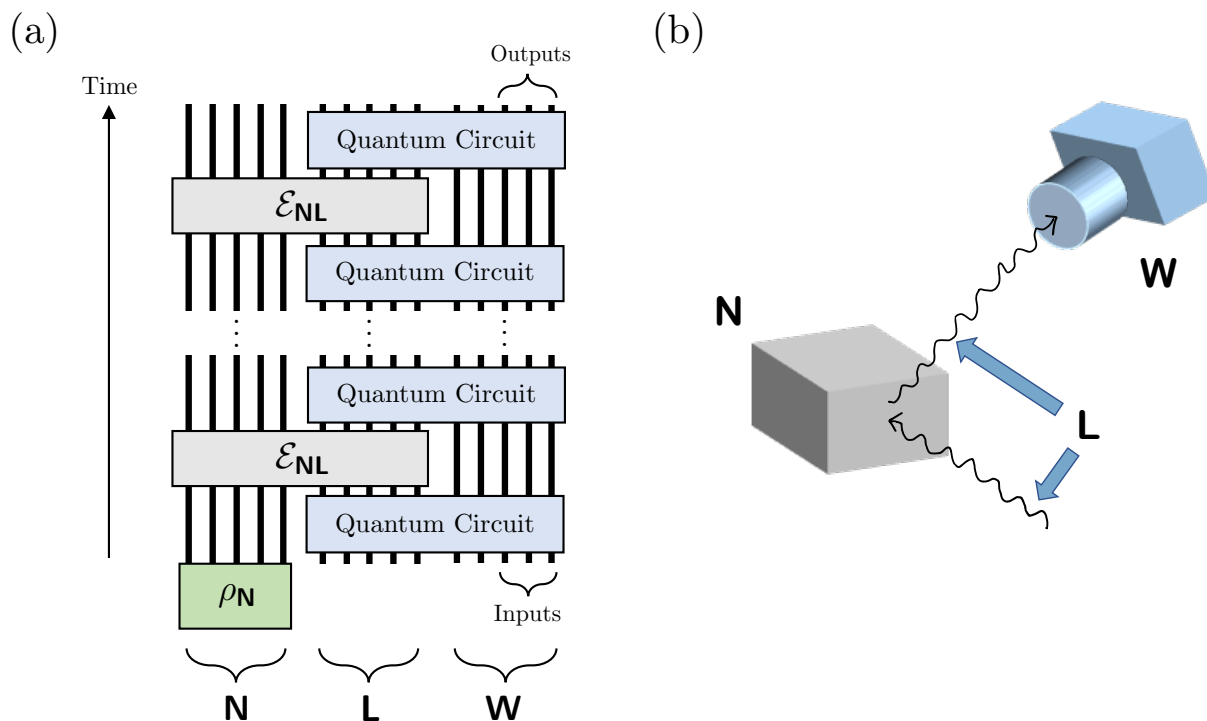 (a)
Outputs
Time
Quantum Circuit
ℰNL
Quantum Circuit
Quantum Circuit
ℰNL
Quantum Circuit
ρN
Inputs
N L W
(b)
W
N
L